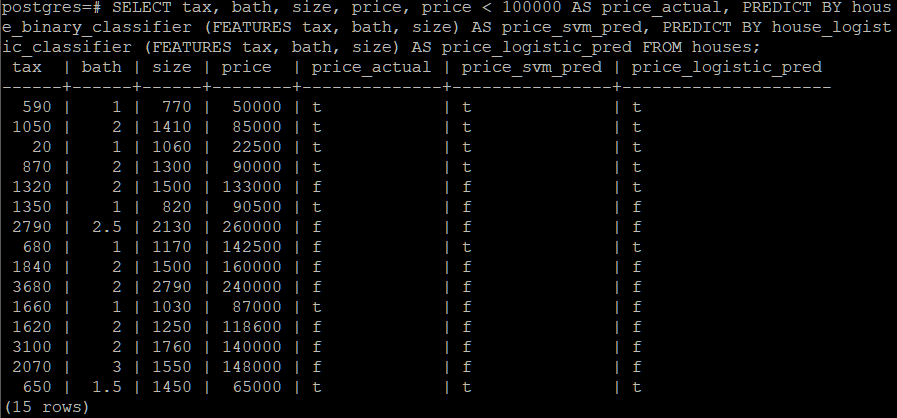 postgres=# SELECT tax, bath, size, price, price < 100000 AS price_actual, PREDICT BY hous
e_binary_classifier (FEATURES tax, bath, size) AS price_svm_pred, PREDICT BY house_logist
ic_classifier (FEATURES tax, bath, size) AS price_logistic_pred FROM houses;
 tax  | bath | size | price  | price_actual | price_svm_pred | price_logistic_pred
------+------+------+--------+--------------+----------------+---------------------
  590 |    1 |  770 |  50000 | t            | t              | t
 1050 |    2 | 1410 |  85000 | t            | t              | t
   20 |    1 | 1060 |  22500 | t            | t              | t
  870 |    2 | 1300 |  90000 | t            | t              | t
 1320 |    2 | 1500 | 133000 | f            | f              | t
 1350 |    1 |  820 |  90500 | t            | f              | f
 2790 |  2.5 | 2130 | 260000 | f            | f              | f
  680 |    1 | 1170 | 142500 | f            | t              | t
 1840 |    2 | 1500 | 160000 | f            | f              | f
 3680 |    2 | 2790 | 240000 | f            | f              | f
 1660 |    1 | 1030 |  87000 | t            | f              | f
 1620 |    2 | 1250 | 118600 | f            | f              | f
 3100 |    2 | 1760 | 140000 | f            | f              | f
 2070 |    3 | 1550 | 148000 | f            | f              | f
  650 |  1.5 | 1450 |  65000 | t            | t              | t
(15 rows)